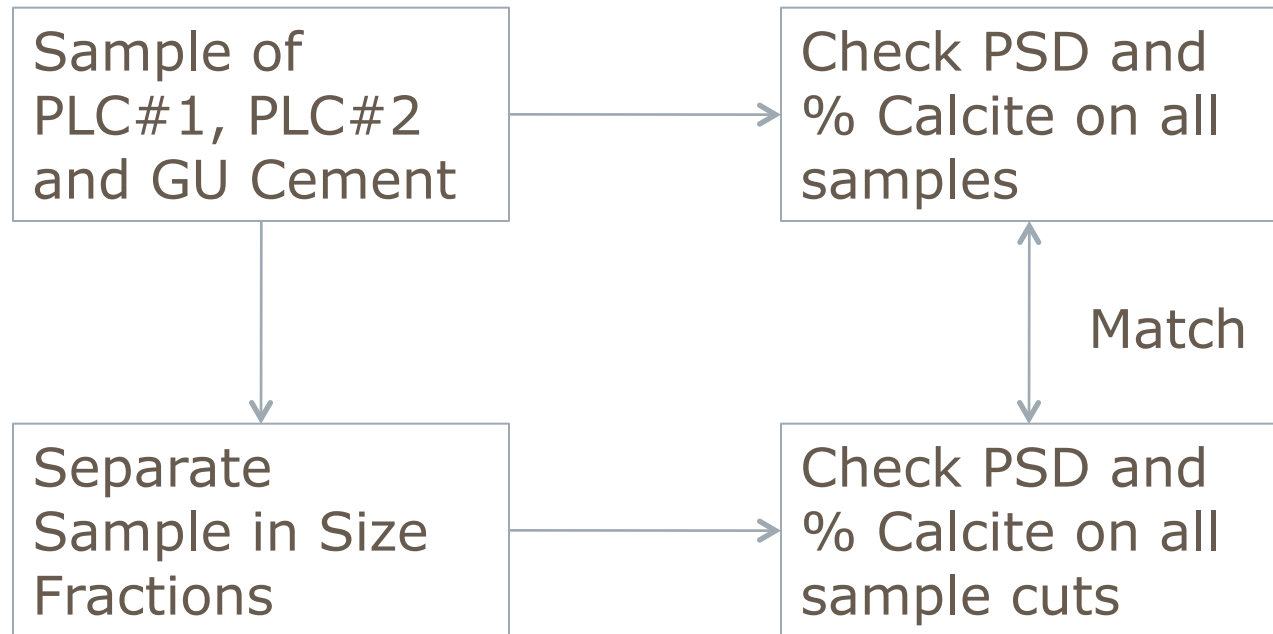 Sample of
PLC#1, PLC#2
and GU Cement
Check PSD and
% Calcite on all
samples
Match
Separate
Sample in Size
Fractions
Check PSD and
% Calcite on all
sample cuts